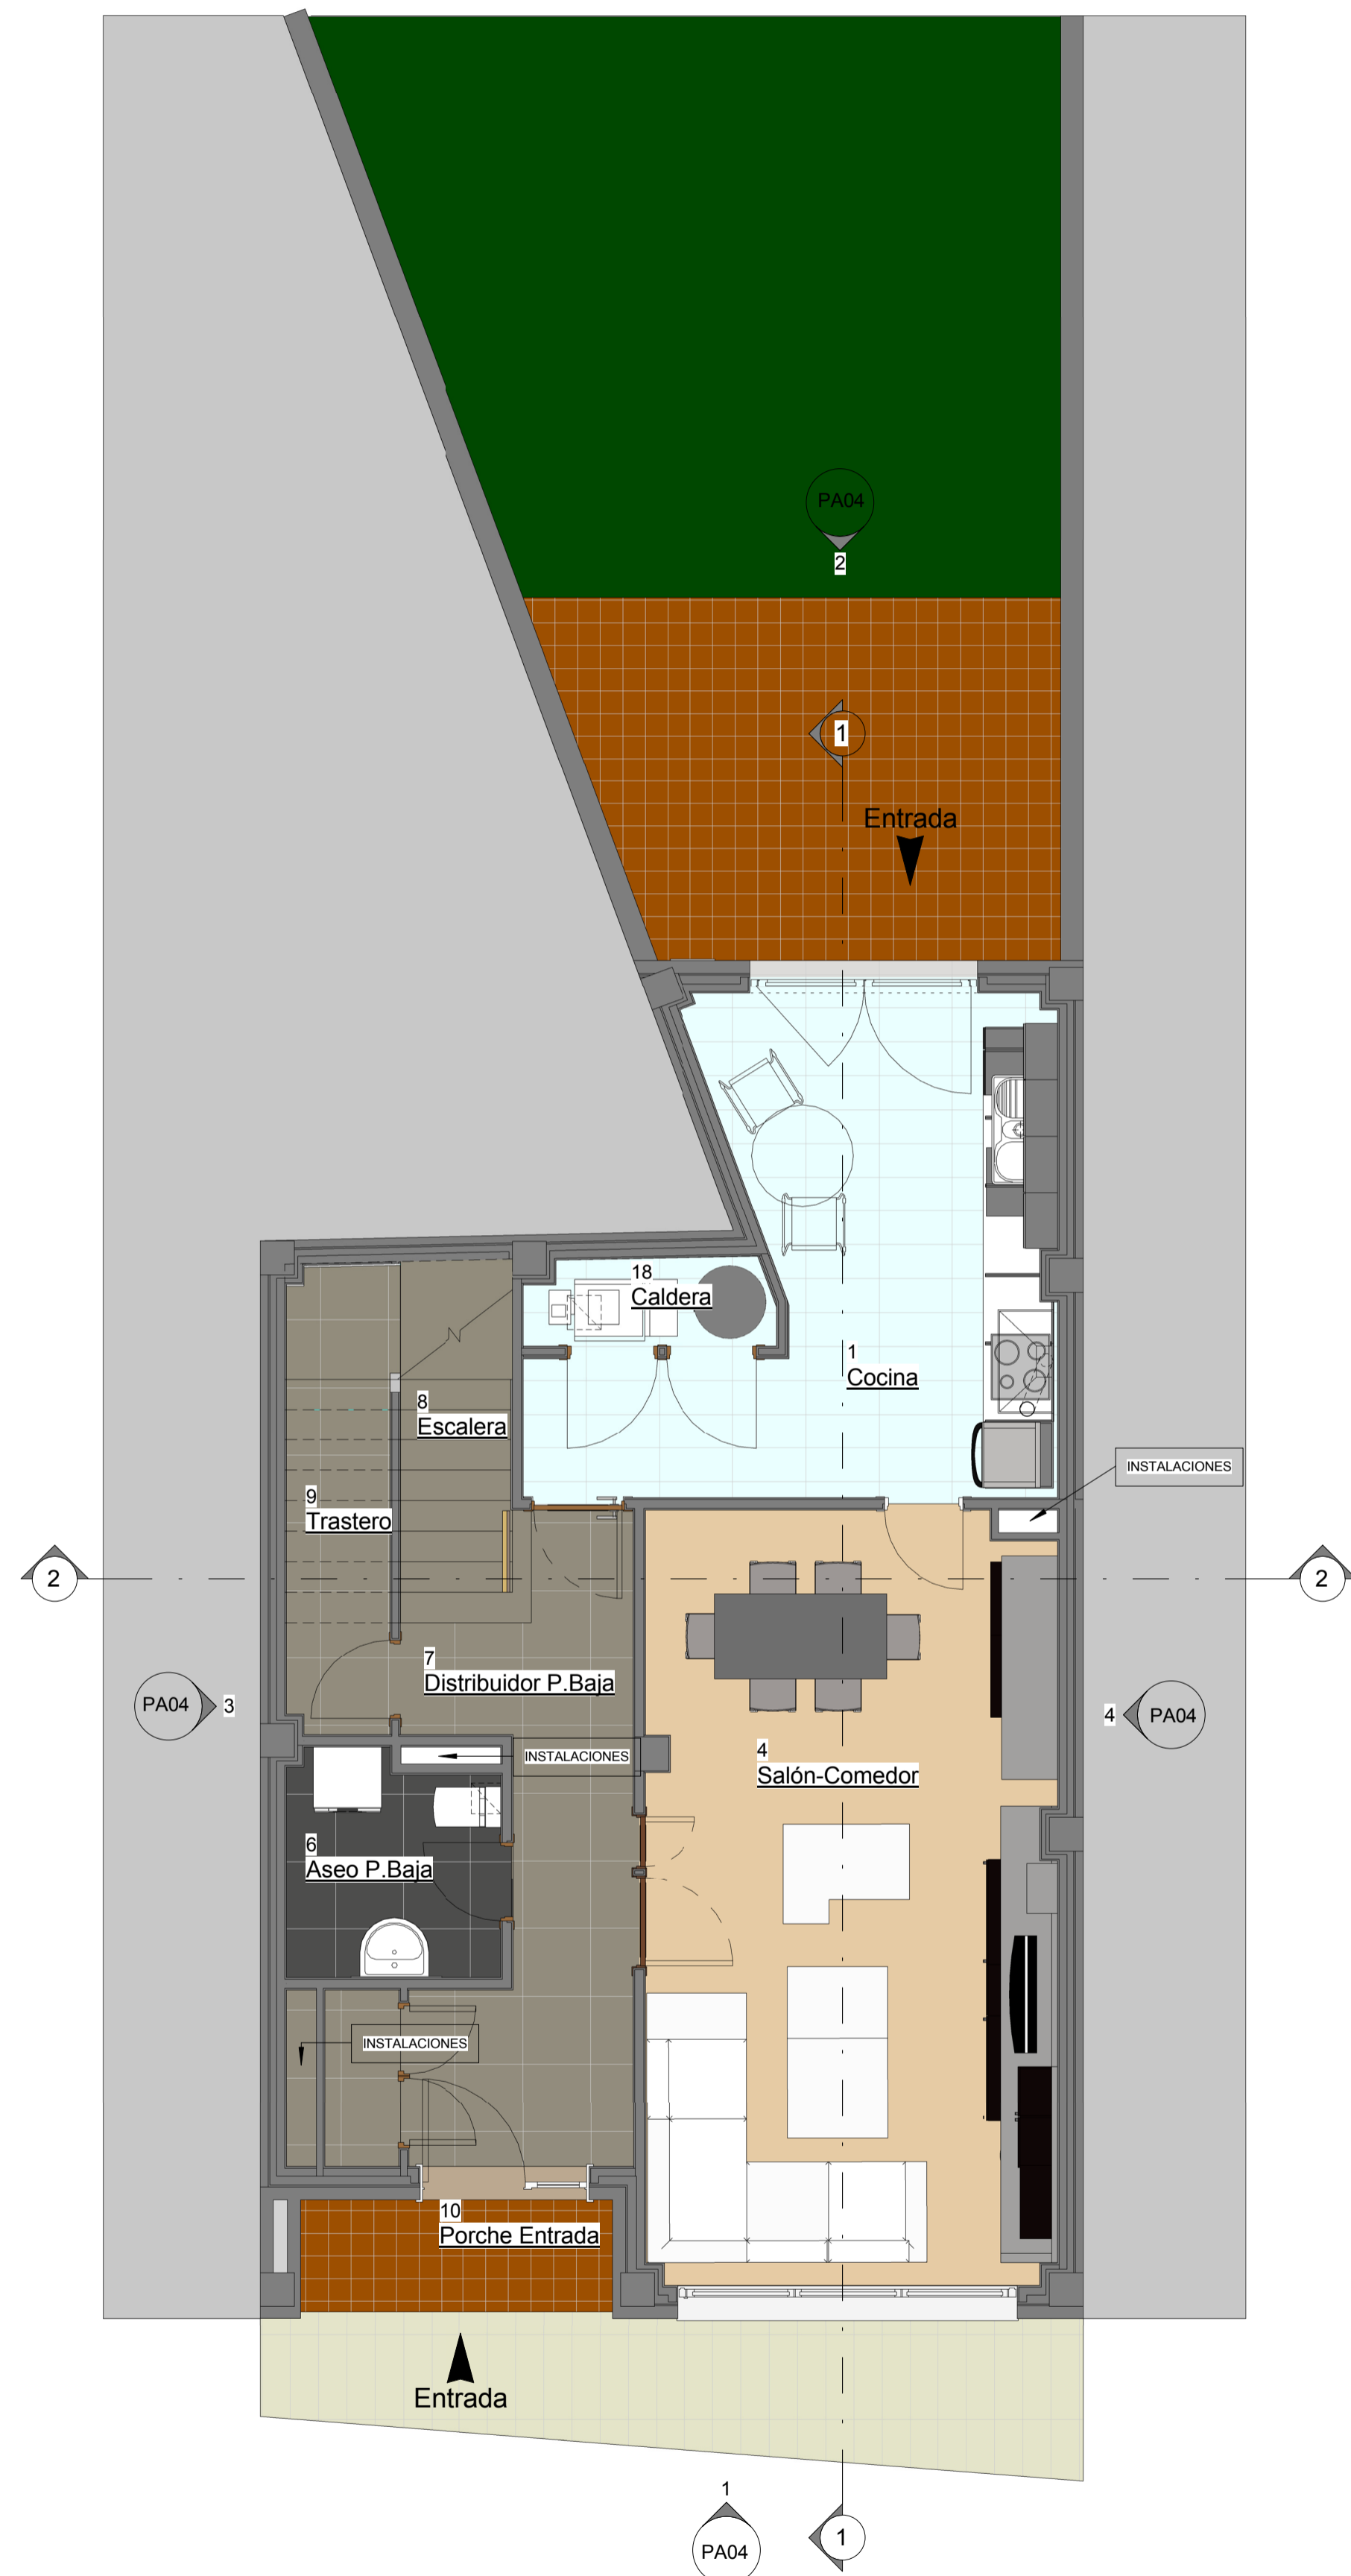 PA04
2
1
Entrada
18
Caldera
1
Cocina
8
Escalera
INSTALACIONES
9
Trastero
2
2
7
Distribuidor P.Baja
PA04
3
4
PA04
INSTALACIONES
4
Salón-Comedor
6
Aseo P.Baja
INSTALACIONES
10
Porche Entrada
Entrada
1
PA04
1